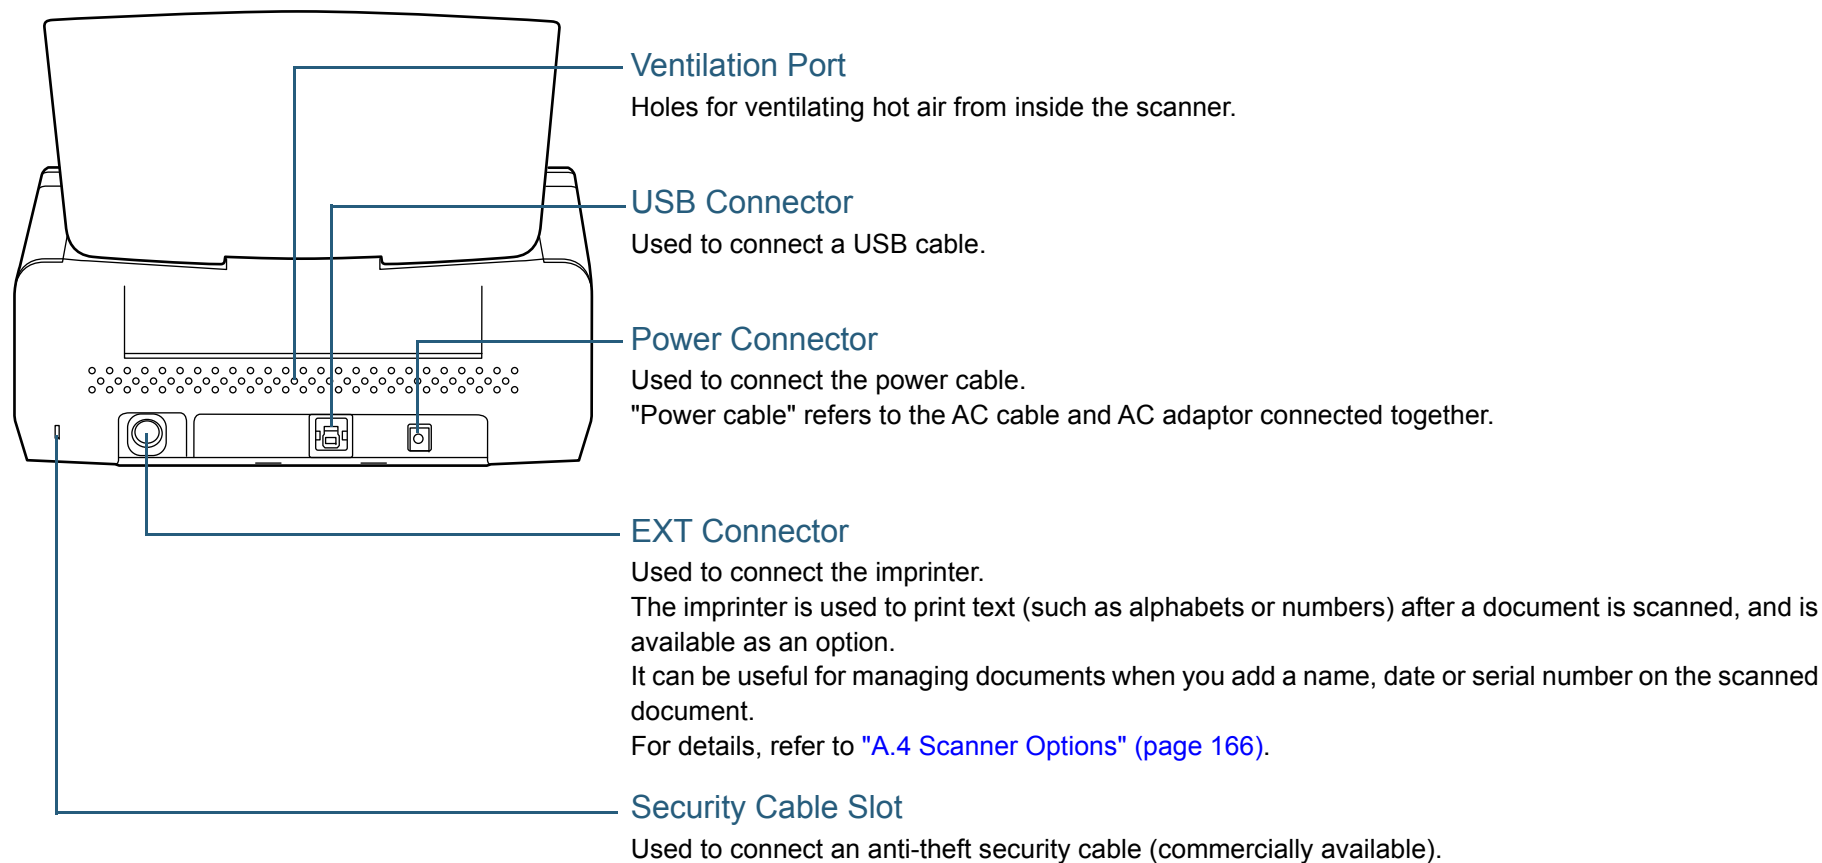 Ventilation Port
Holes for ventilating hot air from inside the scanner.
USB Connector
Used to connect a USB cable.
Power Connector
Used to connect the power cable.
"Power cable" refers to the AC cable and AC adaptor connected together.
EXT Connector
Used to connect the imprinter.
The imprinter is used to print text (such as alphabets or numbers) after a document is scanned, and is
available as an option.
It can be useful for managing documents when you add a name, date or serial number on the scanned
document.
For details, refer to "A.4 Scanner Options" (page 166).
Security Cable Slot
Used to connect an anti-theft security cable (commercially available).